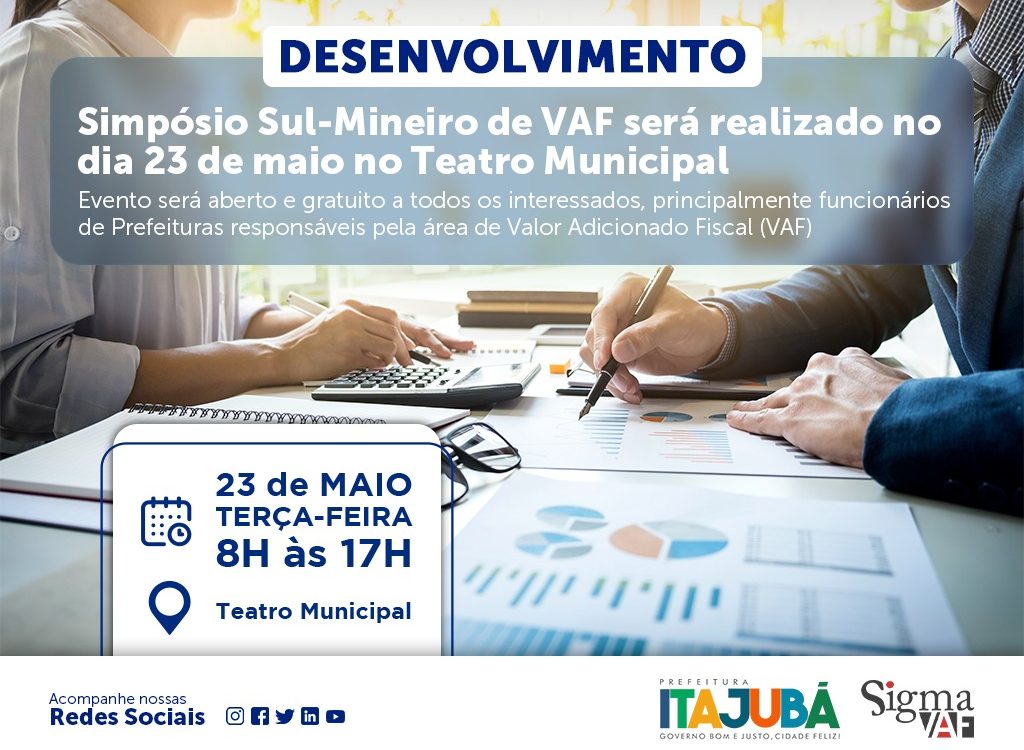 DESENVOLVIMENTO
Simpósio Sul-Mineiro de VAF será realizado no
dia 23 de maio no Teatro Municipal
Evento será aberto e gratuito a todos os interessados, principalmente funcionários
de Prefeituras responsáveis pela área de Valor Adicionado Fiscal (VAF)
23 de MAIO
TERÇA-FEIRA
8H às 17H
Teatro Municipal
Acompanhe nossas
Redes Sociais
PREFEITURA
ITAJUBÁ
GOVERNO BOM E JUSTO, CIDADE FELIZ!
Sigma
VAF